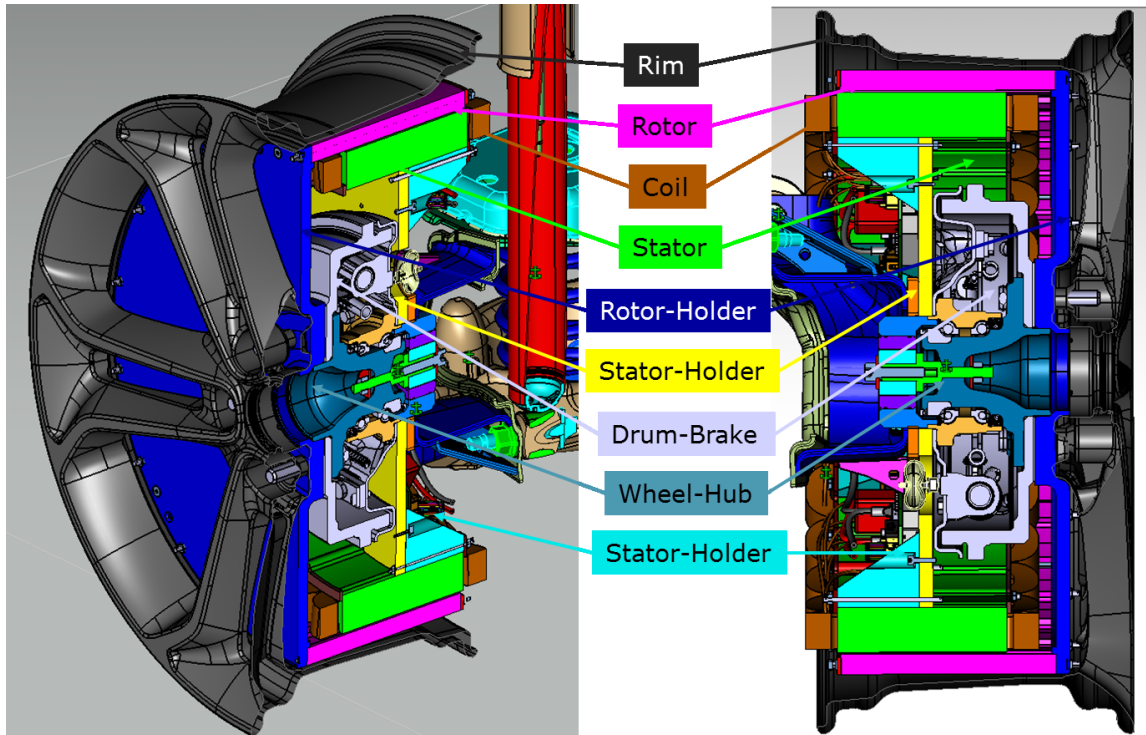 Rim
Rotor
Coil
Stator
Rotor-Holder
Stator-Holder
Drum-Brake
Wheel-Hub
Stator-Holder